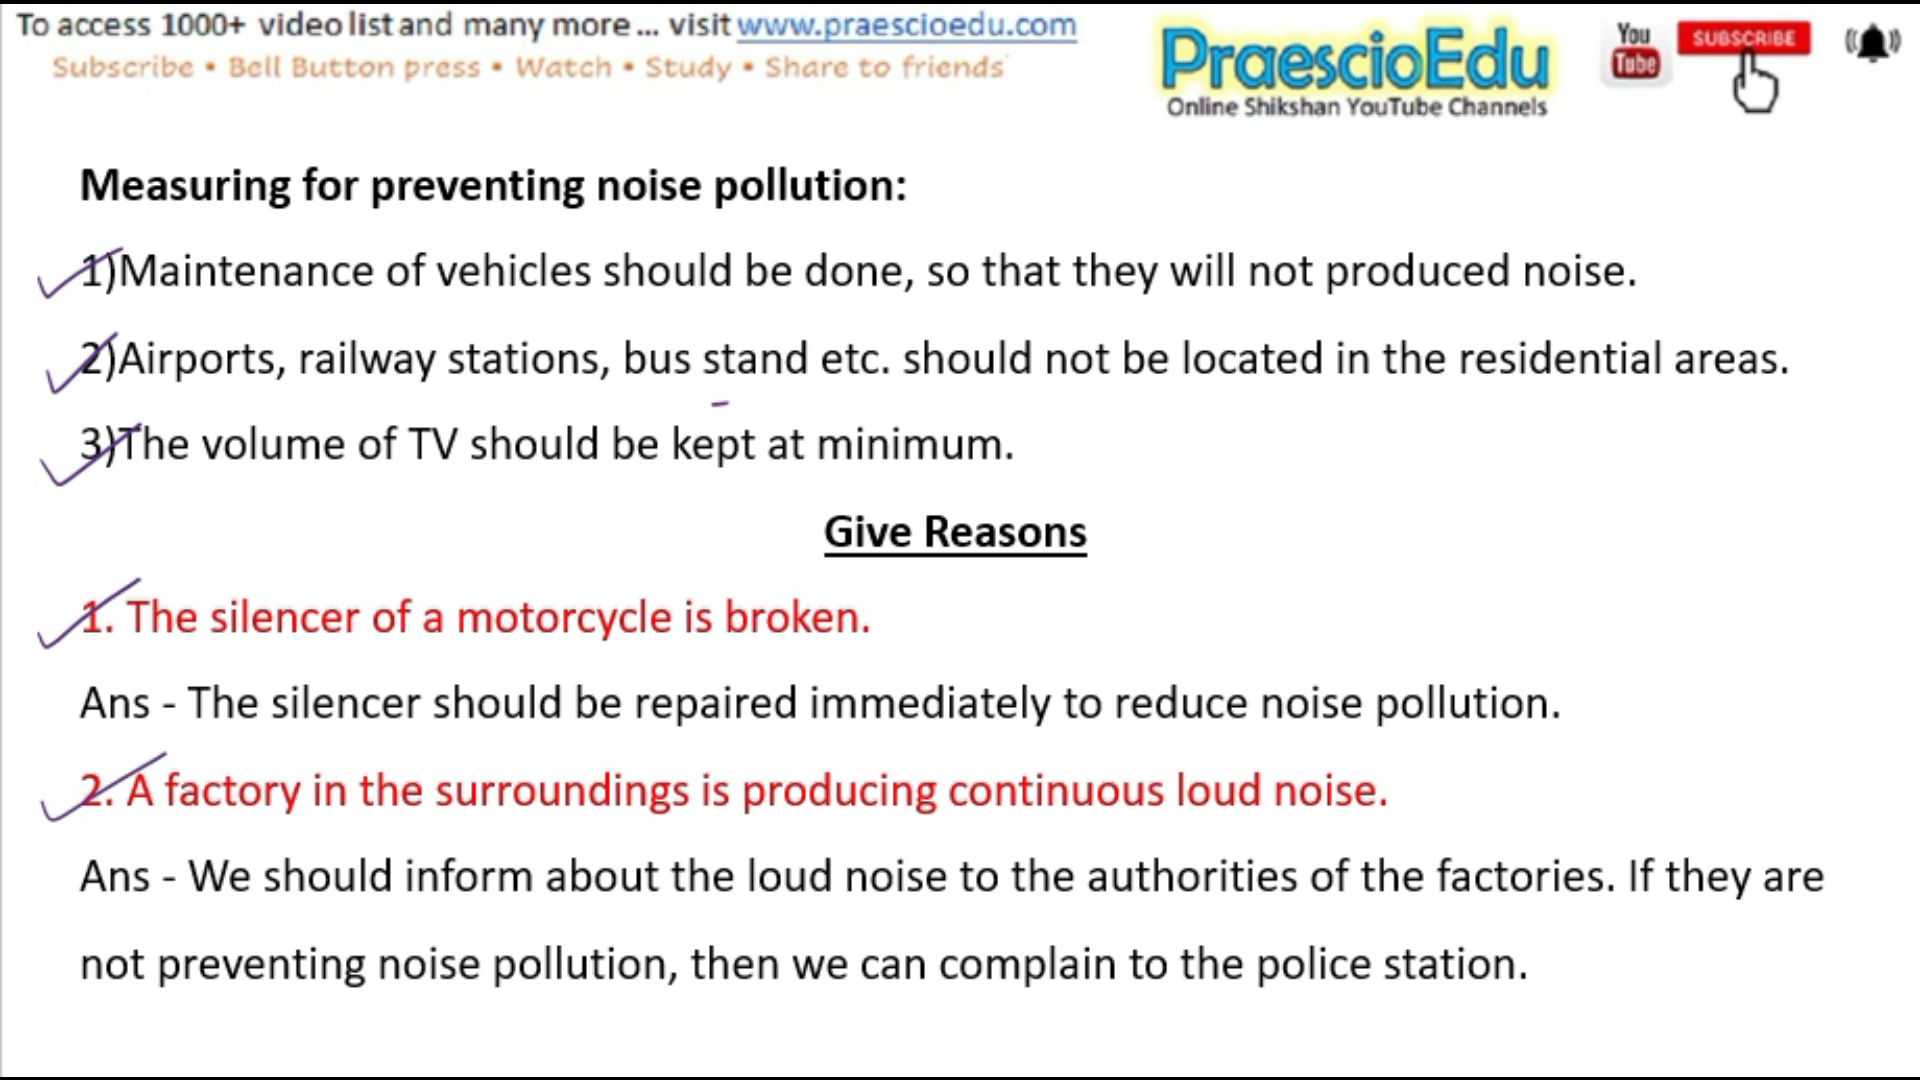 To access 1000+ video list and many more... visit www.praescioedu.com
Subscribe • Bell Button press • Watch • Study • Share to friends
PraescioEdu
Online Shikshan YouTube Channels
You
Tube
SUBSCRIBE
Measuring for preventing noise pollution:
1)Maintenance of vehicles should be done, so that they will not produced noise.
2)Airports, railway stations, bus stand etc. should not be located in the residential areas.
3)The volume of TV should be kept at minimum.
Give Reasons
1. The silencer of a motorcycle is broken.
Ans - The silencer should be repaired immediately to reduce noise pollution.
2. A factory in the surroundings is producing continuous loud noise.
Ans - We should inform about the loud noise to the authorities of the factories. If they are
not preventing noise pollution, then we can complain to the police station.